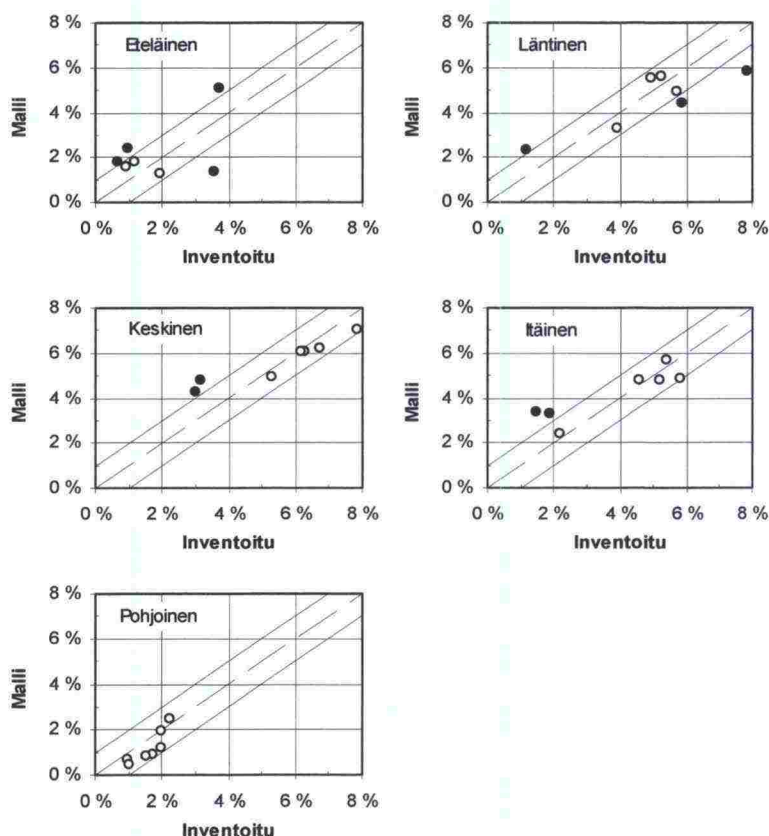 8 %
Eteläinen
6 %
4 %
2 %
0 %
Malli
0 % 2 % 4 % 6 % 8 %
Inventoitu
8 %
Läntinen
6 %
4 %
2 %
0 %
Malli
0 % 2 % 4 % 6 % 8 %
Inventoitu
8 %
Keskinen
6 %
4 %
2 %
0 %
Malli
0 % 2 % 4 % 6 % 8 %
Inventoitu
8 %
Itäinen
6 %
4 %
2 %
0 %
Malli
0 % 2 % 4 % 6 % 8 %
Inventoitu
8 %
Pohjoinen
6 %
4 %
2 %
0 %
Malli
0 % 2 % 4 % 6 % 8 %
Inventoitu